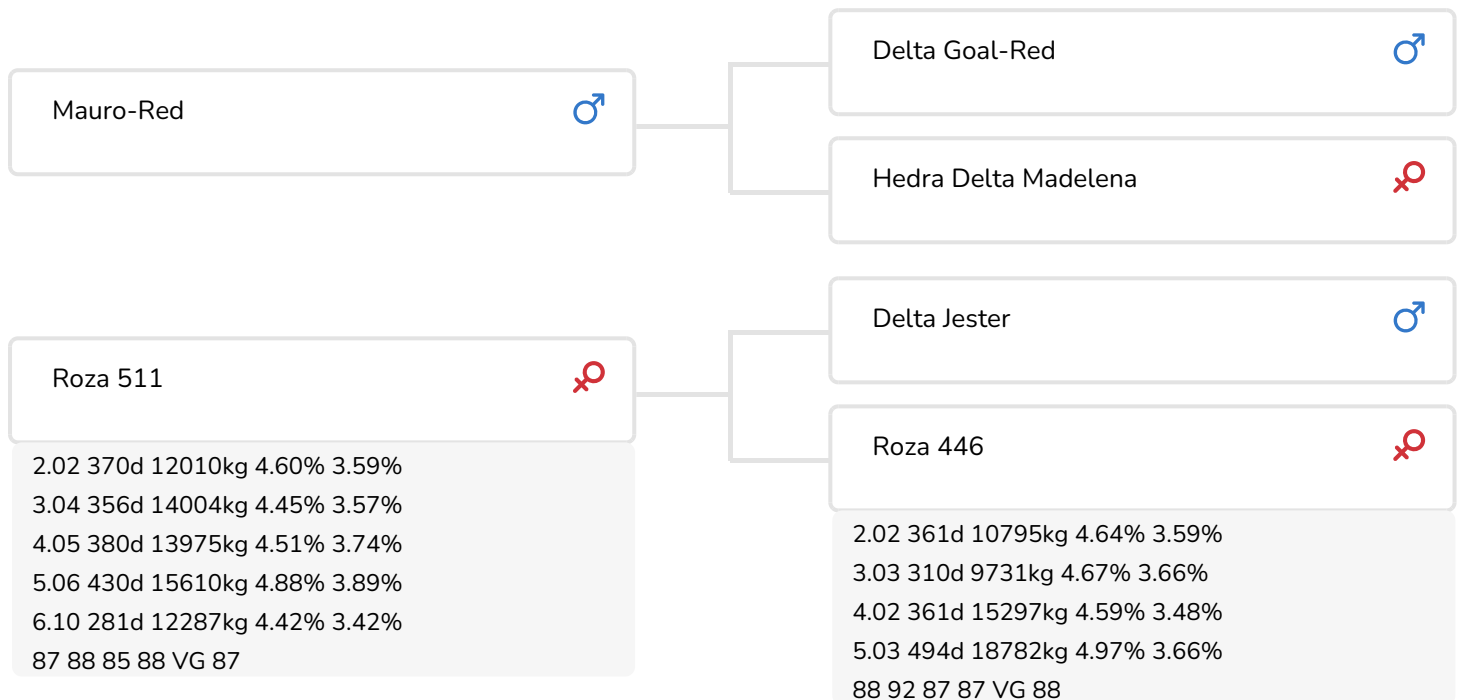 Mauro-Red
Delta Goal-Red
Hedra Delta Madelena
Roza 511
2.02 370d 12010kg 4.60% 3.59%
3.04 356d 14004kg 4.45% 3.57%
4.05 380d 13975kg 4.51% 3.74%
5.06 430d 15610kg 4.88% 3.89%
6.10 281d 12287kg 4.42% 3.42%
87 88 85 88 VG 87
Delta Jester
Roza 446
2.02 361d 10795kg 4.64% 3.59%
3.03 310d 9731kg 4.67% 3.66%
4.02 361d 15297kg 4.59% 3.48%
5.03 494d 18782kg 4.97% 3.66%
88 92 87 87 VG 88